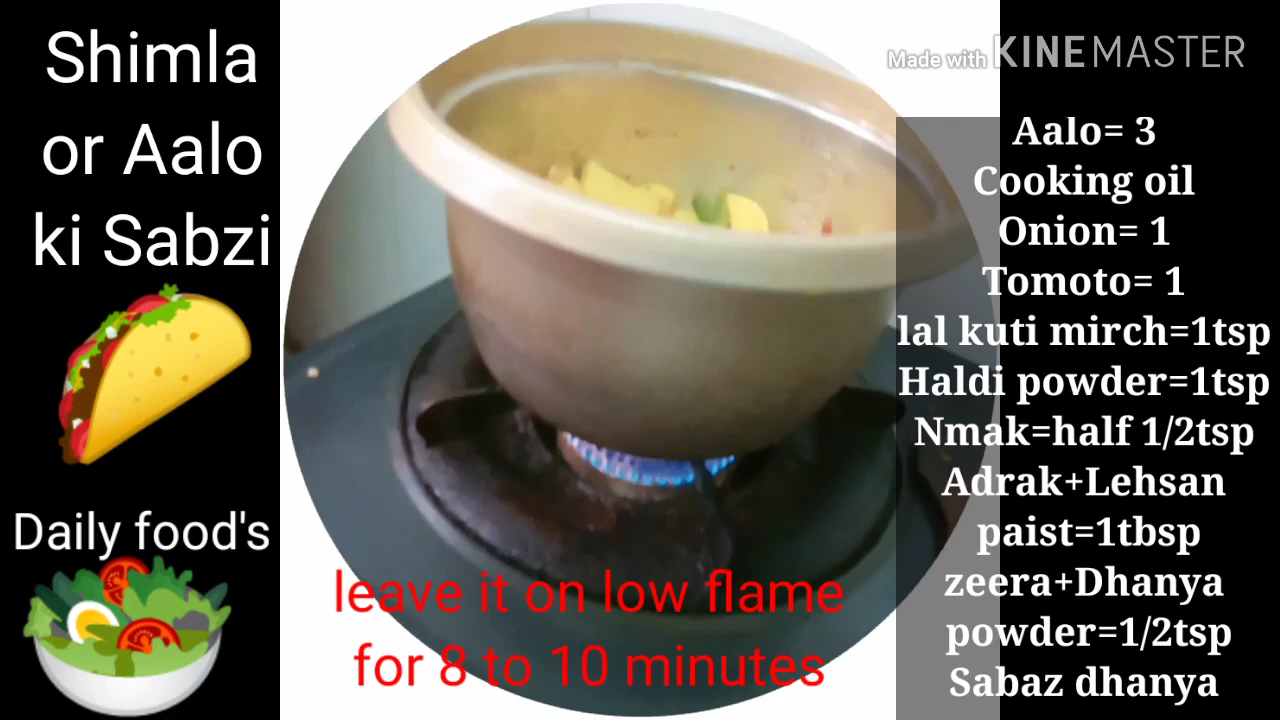 Shimla
or Aalo
ki Sabzi
Daily food's
leave it on low flame
for 8 to 10 minutes
Made with KINEMASTER
Aalo= 3
Cooking oil
Onion= 1
Tomoto= 1
lal kuti mirch=1tsp
Haldi powder=1tsp
Nmak=half 1/2tsp
Adrak+Lehsan
paist=1tbsp
zeera+Dhanya
powder=1/2tsp
Sabaz dhanya